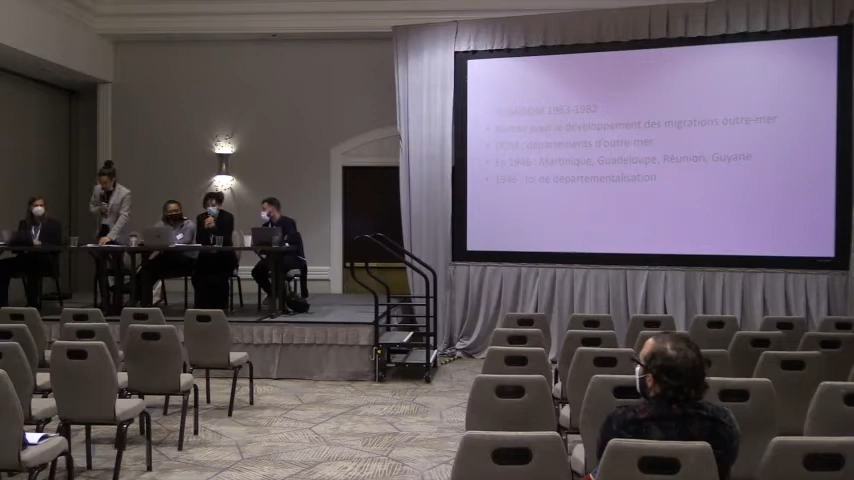 BUMIDOM 1963-1982
• Bureau pour le développement des migrations outre-mer
• DOM : départements d'outre-mer
• En 1946 : Martinique, Guadeloupe, Réunion, Guyane
• 1946 : loi de départementalisation